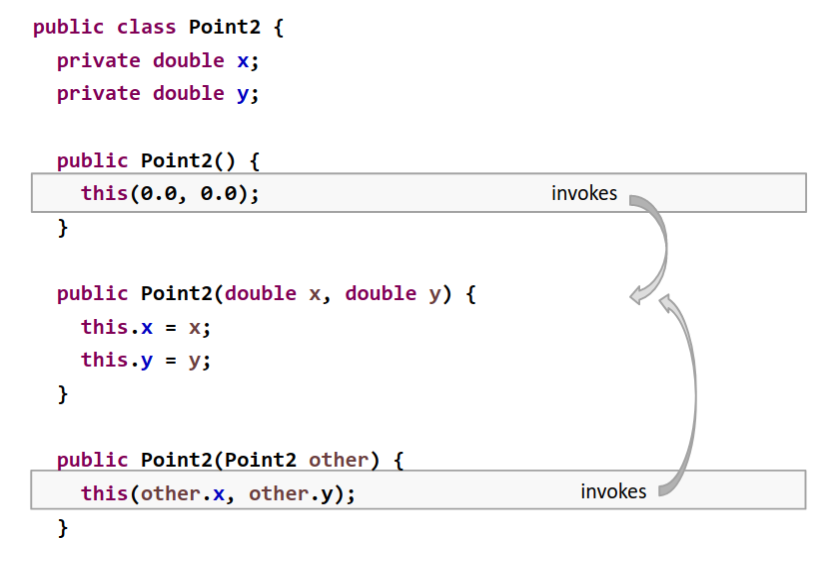 public class Point2 {
private double x;
private double y;
public Point2() {
this(0.0, 0.0); invokes
}
public Point2(double x, double y) {
this.x = x;
this.y = y;
}
public Point2(Point2 other) {
this(other.x, other.y); invokes
}